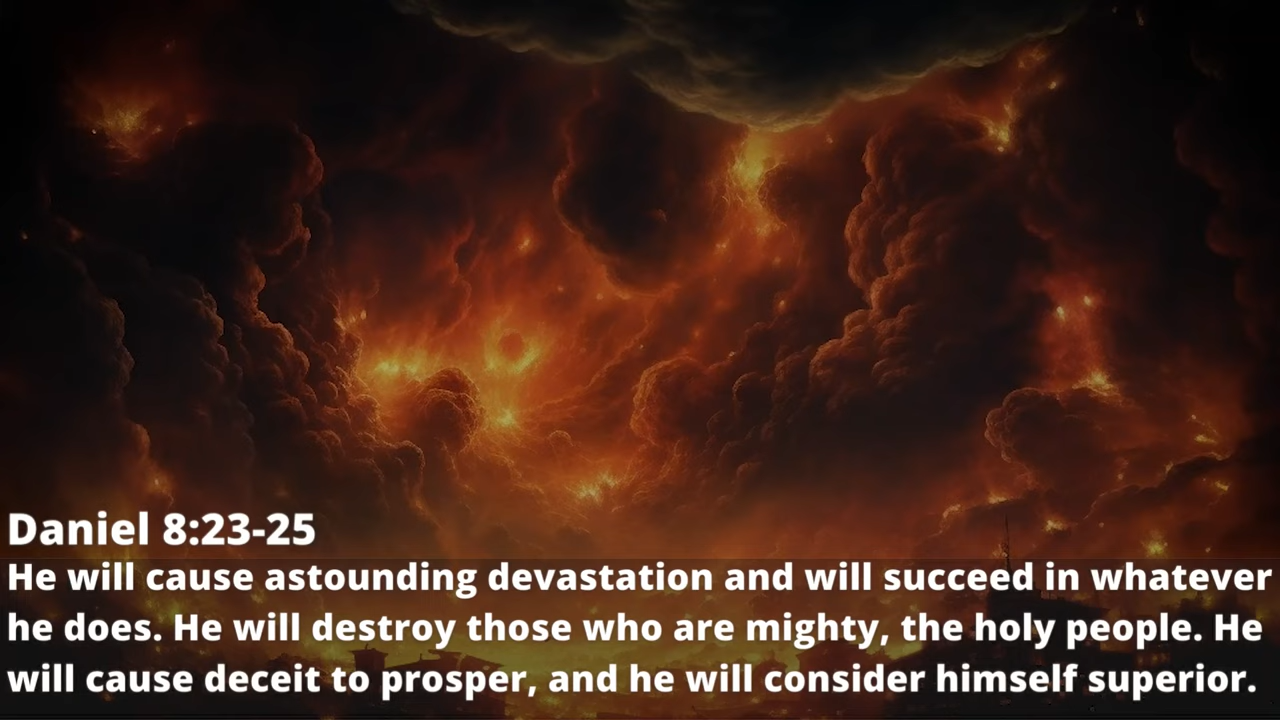 Daniel 8:23-25
He will cause astounding devastation and will succeed in whatever
he does. He will destroy those who are mighty, the holy people. He
will cause deceit to prosper, and he will consider himself superior.